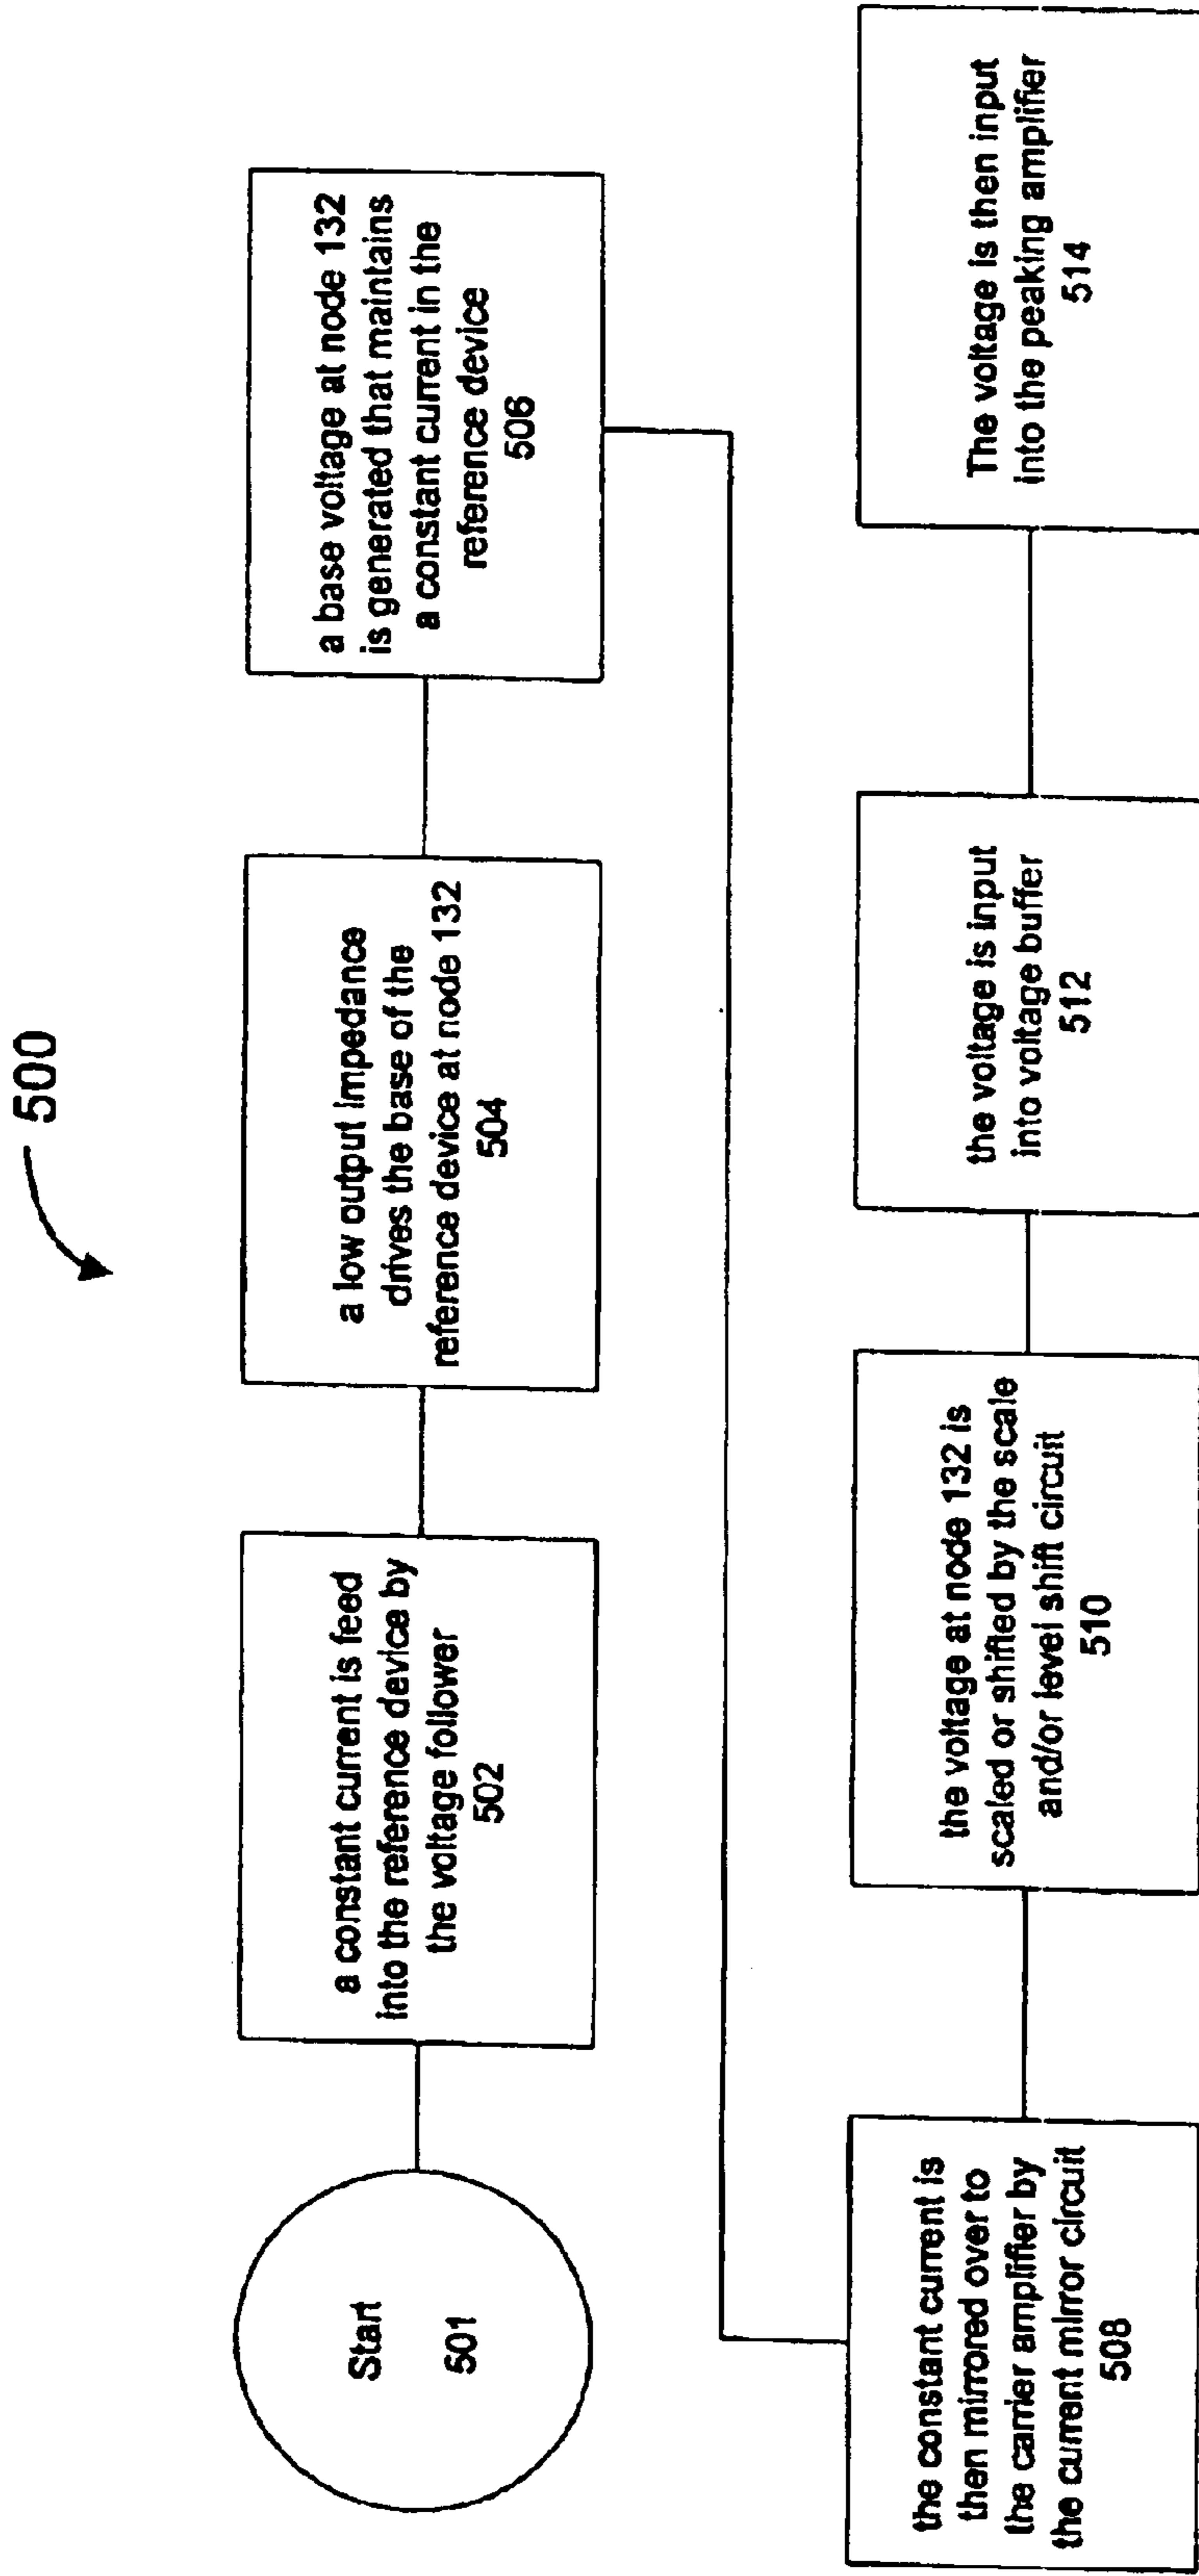 500
Start
501
a constant current is feed
into the reference device by
the voltage follower
502
a low output impedance
drives the base of the
reference device at node 132
504
a base voltage at node 132
is generated that maintains
a constant current in the
reference device
506
the constant current is
then mirrored over to
the carrier amplifier by
the current mirror circuit
508
the voltage at node 132 is
scaled or shifted by the scale
and/or level shift circuit
510
the voltage is input
into voltage buffer
512
The voltage is then input
into the peaking amplifier
514